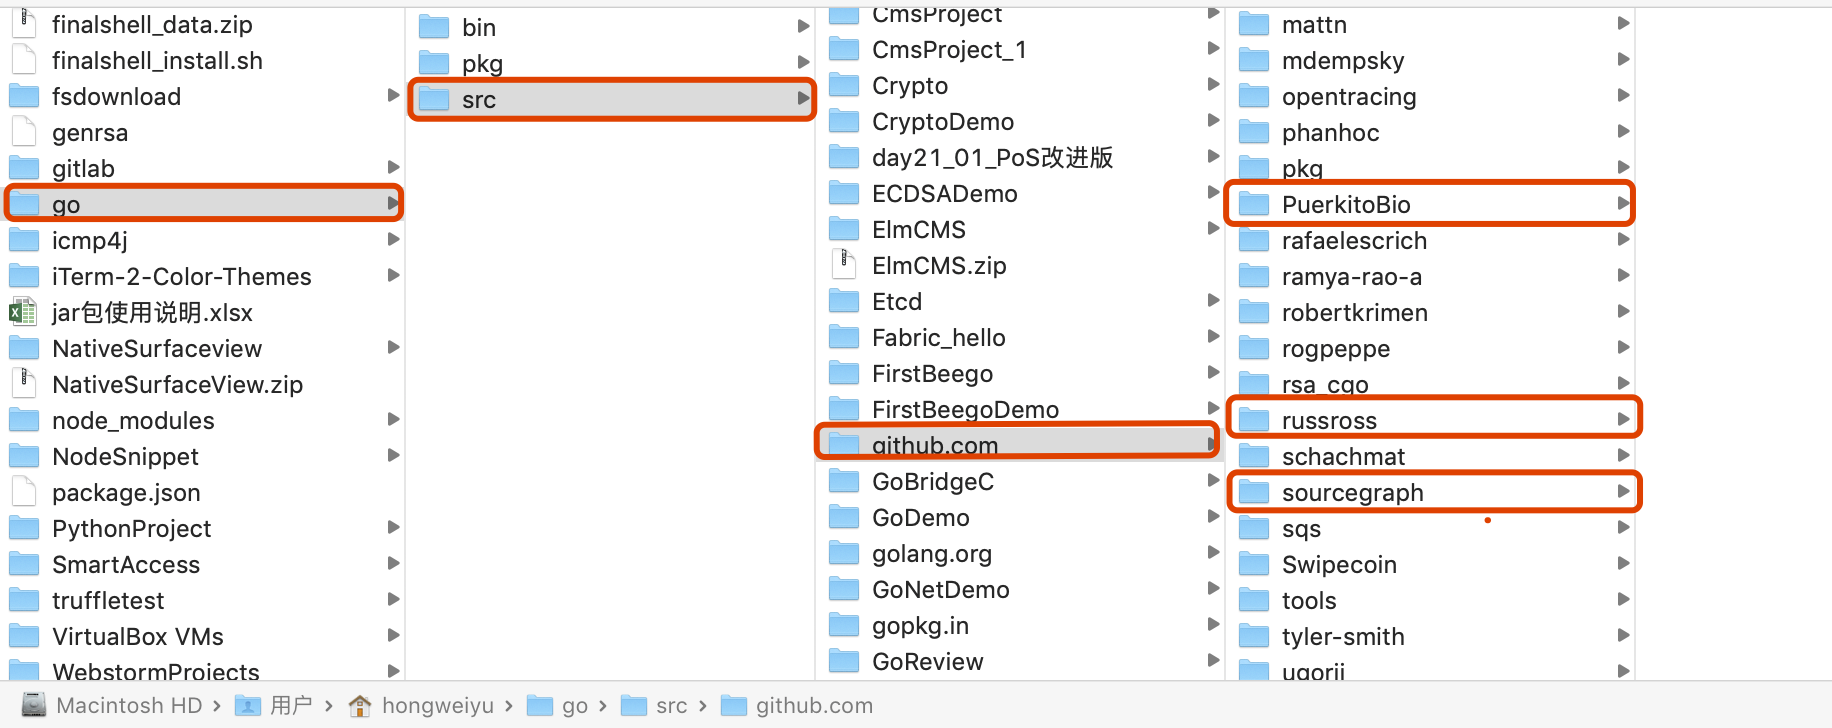 finalshell_data.zip
finalshell_install.sh
fsdownload
genrsa
gitlab
go
icmp4j
iTerm-2-Color-Themes
jar包使用说明.xlsx
NativeSurfaceview
NativeSurfaceView.zip
node_modules
NodeSnippet
package.json
PythonProject
SmartAccess
truffletest
VirtualBox VMs
WebstormProjects
bin
pkg
src
CmsProject
CmsProject_1
Crypto
CryptoDemo
day21_01_PoS改进版
ECDSADemo
ElmCMS
ElmCMS.zip
Etcd
Fabric_hello
FirstBeego
FirstBeegoDemo
github.com
GoBridgeC
GoDemo
golang.org
GoNetDemo
gopkg.in
GoReview
mattn
mdempsky
opentracing
phanhoc
pkg
PuerkitoBio
rafaelescrich
ramya-rao-a
robertkrimen
rogpeppe
rsa_cgo
russross
schachmat
sourcegraph
sqs
Swipecoin
tools
tyler-smith
ugorji
Macintosh HD › 用户 › hongweiyu › go › src › github.com